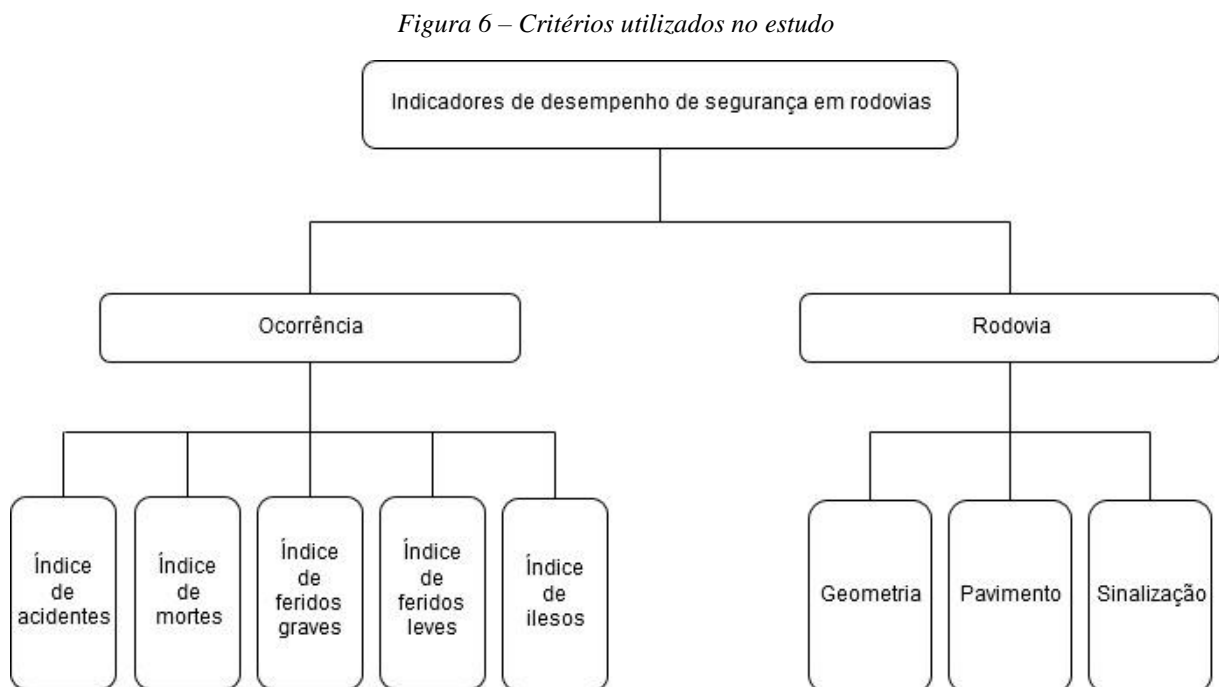 Figura 6 – Critérios utilizados no estudo
Indicadores de desempenho de segurança em rodovias
Ocorrência
Rodovia
Índice
de
acidentes
Índice
de
mortes
Índice
de
feridos
graves
Índice
de
feridos
leves
Índice
de
ilesos
Geometria
Pavimento
Sinalização